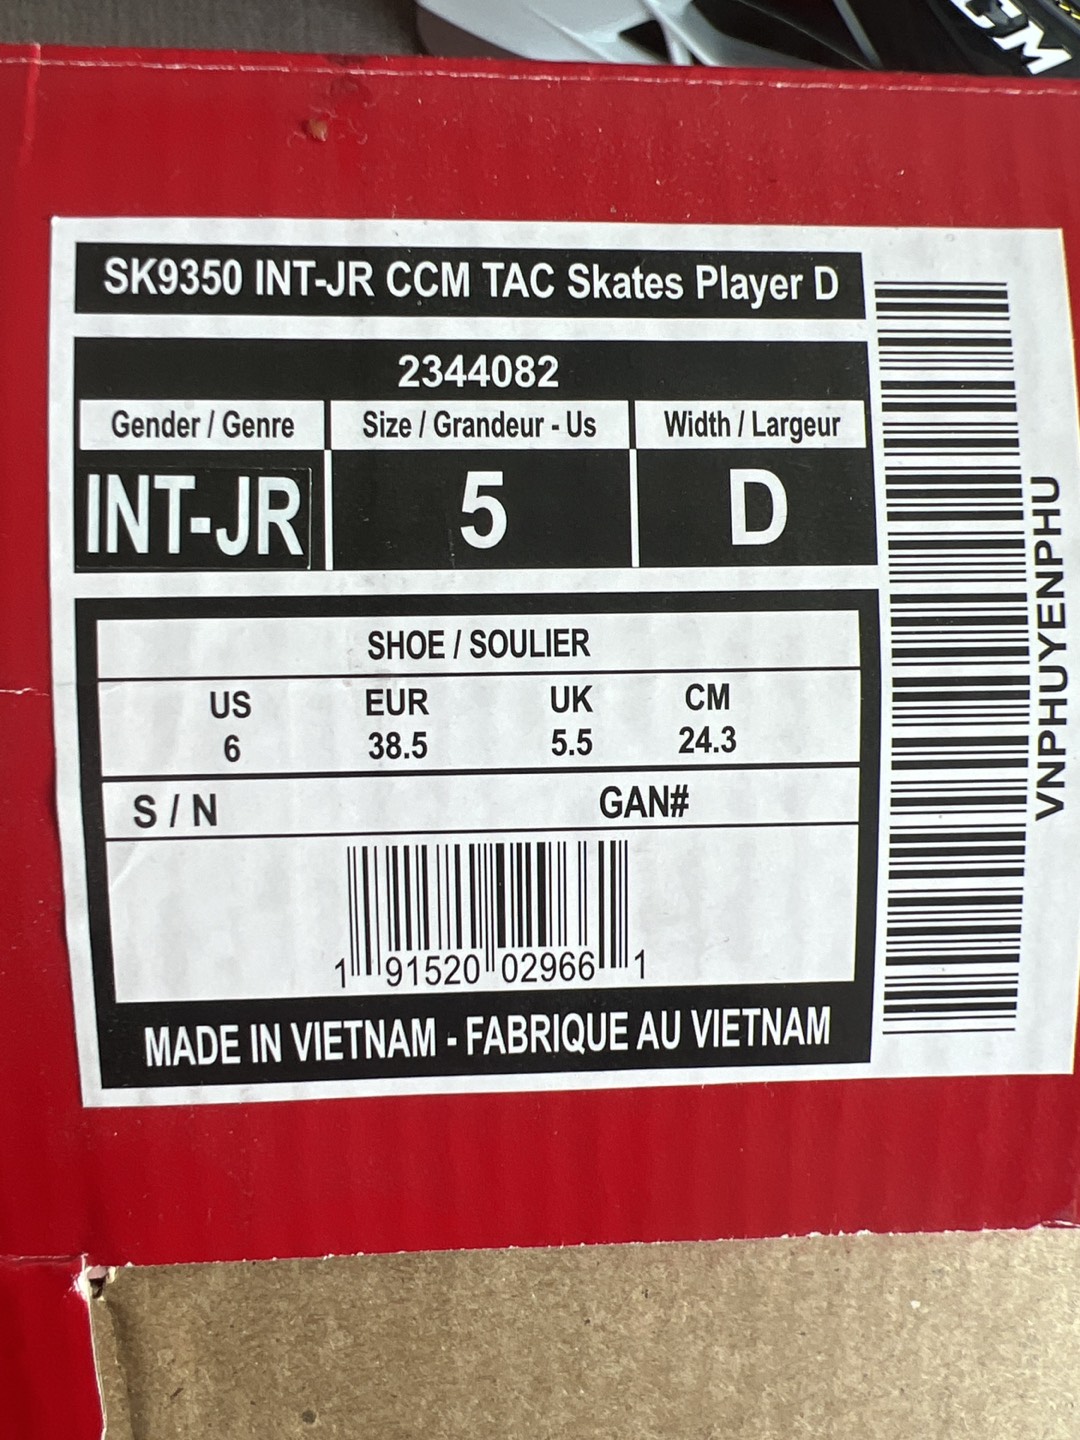 CCM
SK9350 INT-JR CCM TAC Skates Player D
2344082
Gender / Genre Size / Grandeur - Us Width / Largeur
INT-JR 5 D
SHOE / SOULIER
US EUR UK CM
6 38.5 5.5 24.3
S / N GAN#
1 91520 02966 1
MADE IN VIETNAM - FABRIQUE AU VIETNAM
VNPHUYENPHU